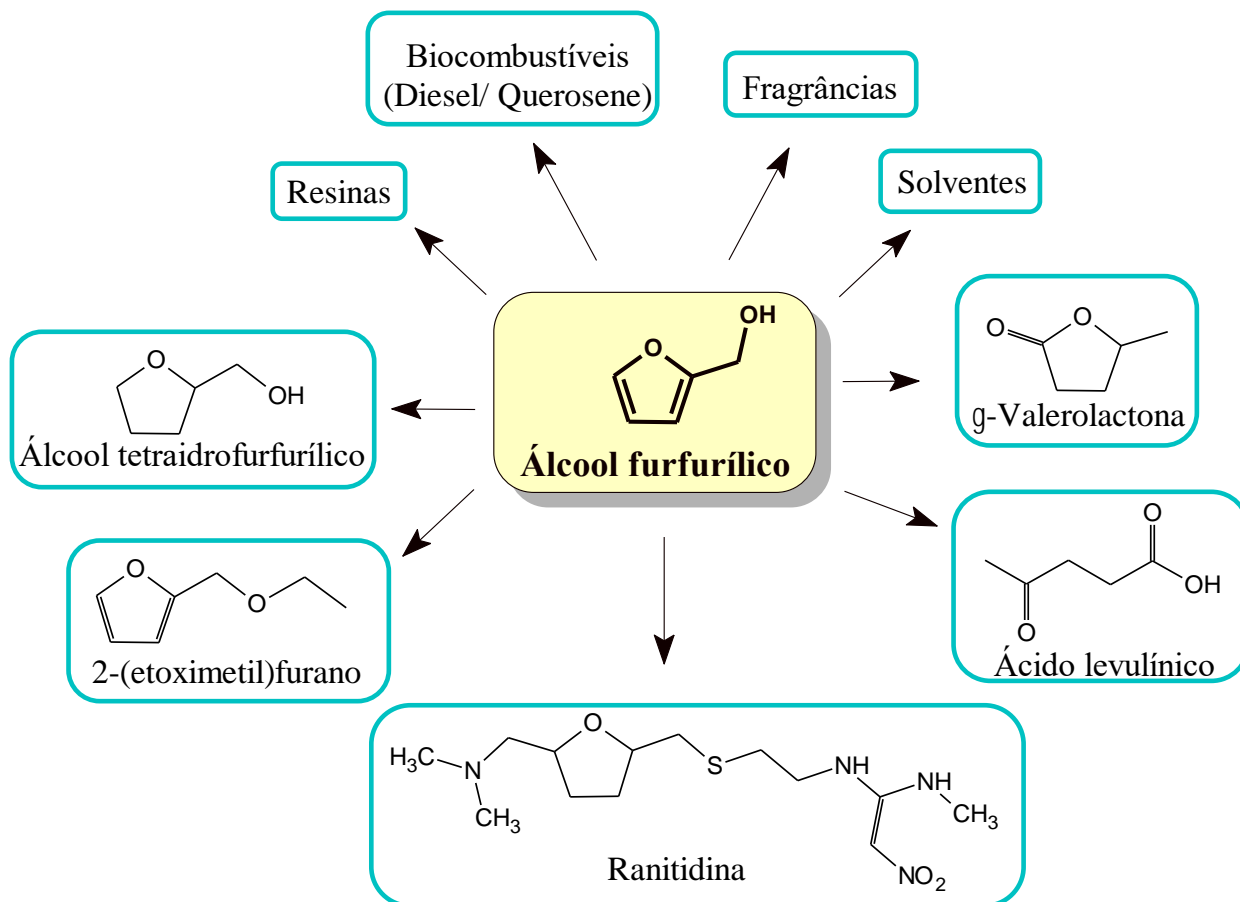 Biocombustíveis
(Diesel/ Querosene)
Fragrâncias
Resinas
Solventes
OH
O
Álcool furfurílico
O
OH
Álcool tetraidrofurfurílico
O
O
g-Valerolactona
O
O
2-(etoximetil)furano
O
OH
O
Ácido levulínico
O
H₃C
N
CH₃
S
NH
NH
CH₃
NO₂
Ranitidina